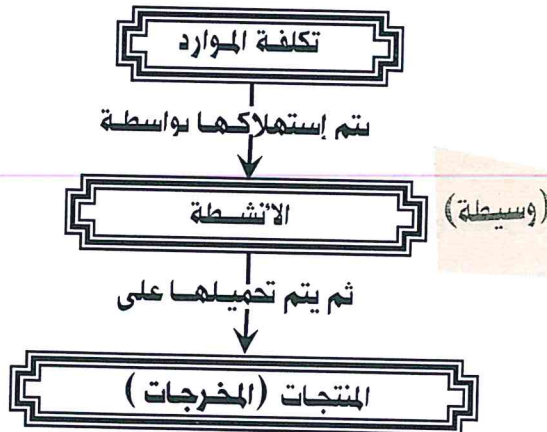 تكلفة الموارد
يتم إستهلاكها بواسطة
الأنشطة
(وسيطة)
ثم يتم تحميلها على
المنتجات (المخرجات)